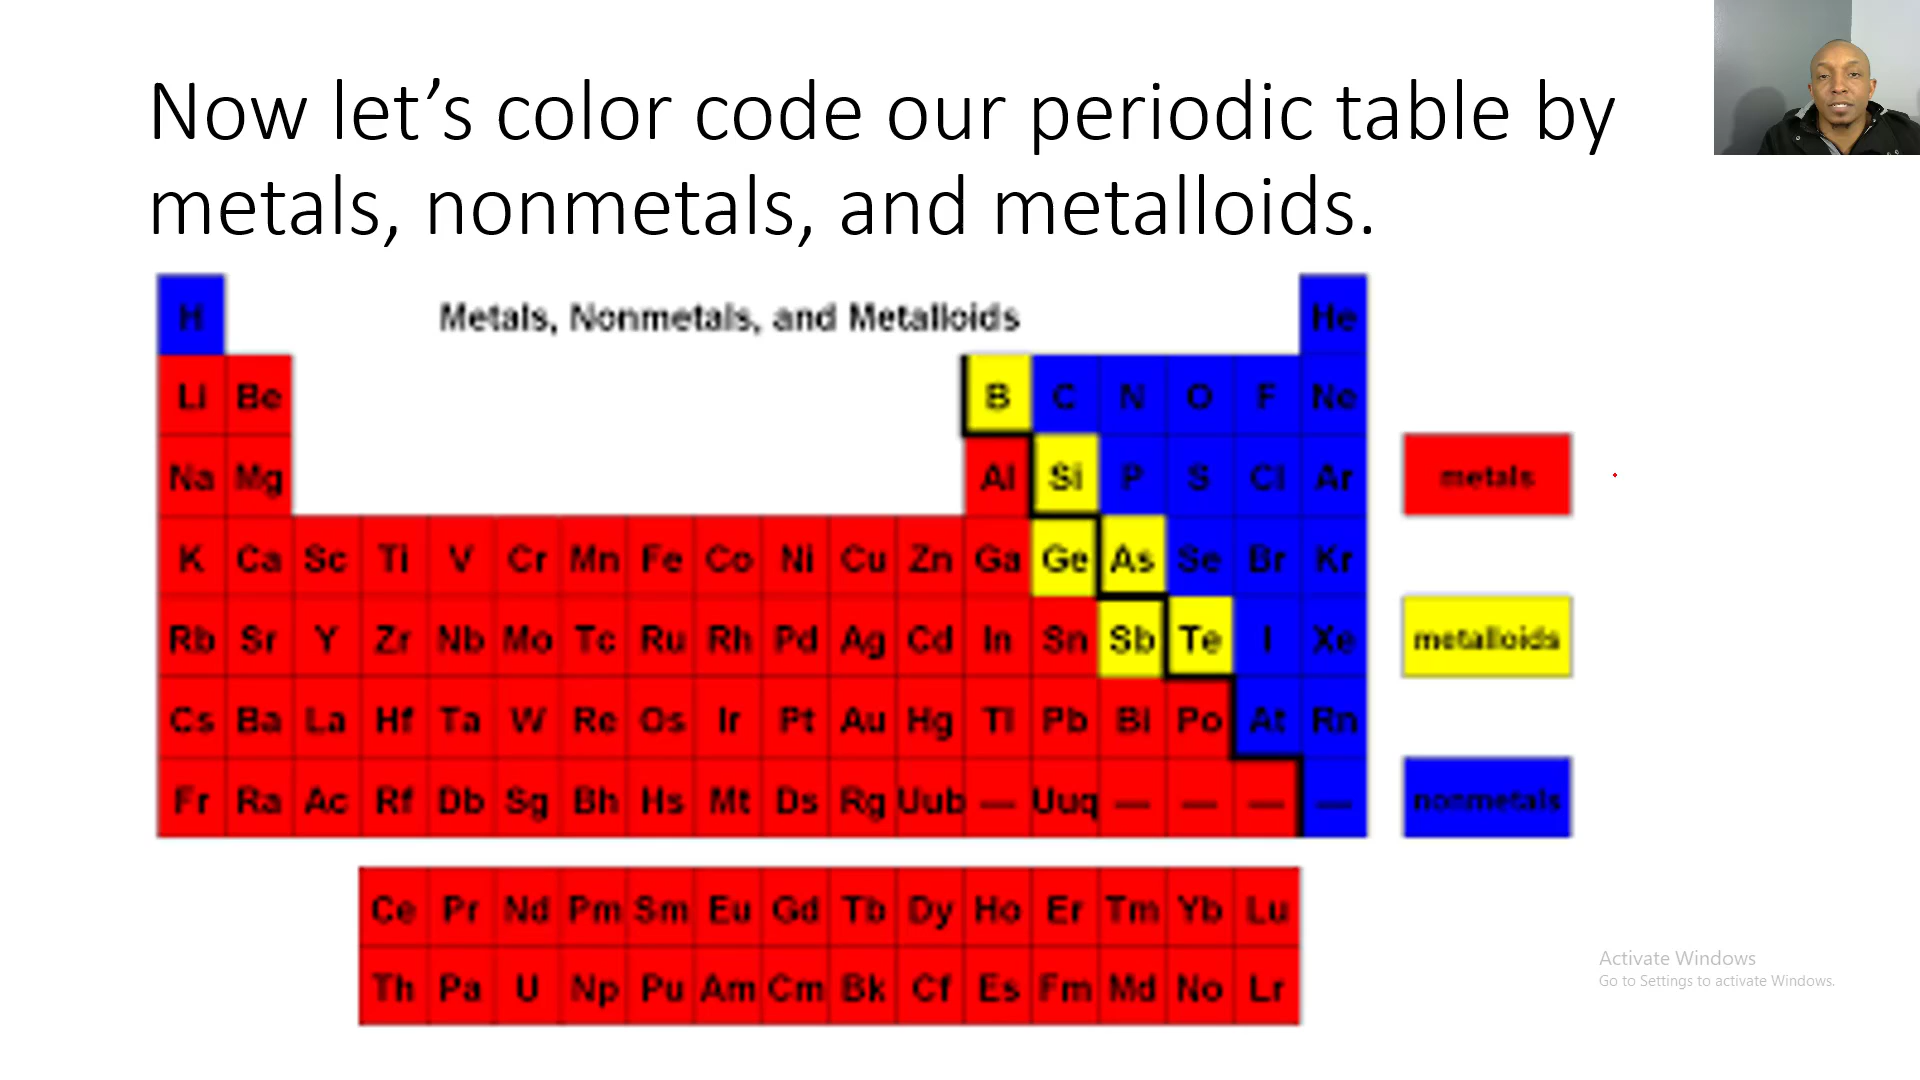 Now let’s color code our periodic table by
metals, nonmetals, and metalloids.
H Metals, Nonmetals, and Metalloids He
Li Be B C N O F Ne
Na Mg Al Si P S Cl Ar metals
K Ca Sc Ti V Cr Mn Fe Co Ni Cu Zn Ga Ge As Se Br Kr
Rb Sr Y Zr Nb Mo Tc Ru Rh Pd Ag Cd In Sn Sb Te I Xe metalloids
Cs Ba La Hf Ta W Re Os Ir Pt Au Hg Tl Pb Bi Po At Rn
Fr Ra Ac Rf Db Sg Bh Hs Mt Ds Rg Uub — Uuq — — — — nonmetals
Ce Pr Nd Pm Sm Eu Gd Tb Dy Ho Er Tm Yb Lu
Th Pa U Np Pu Am Cm Bk Cf Es Fm Md No Lr
Activate Windows
Go to Settings to activate Windows.